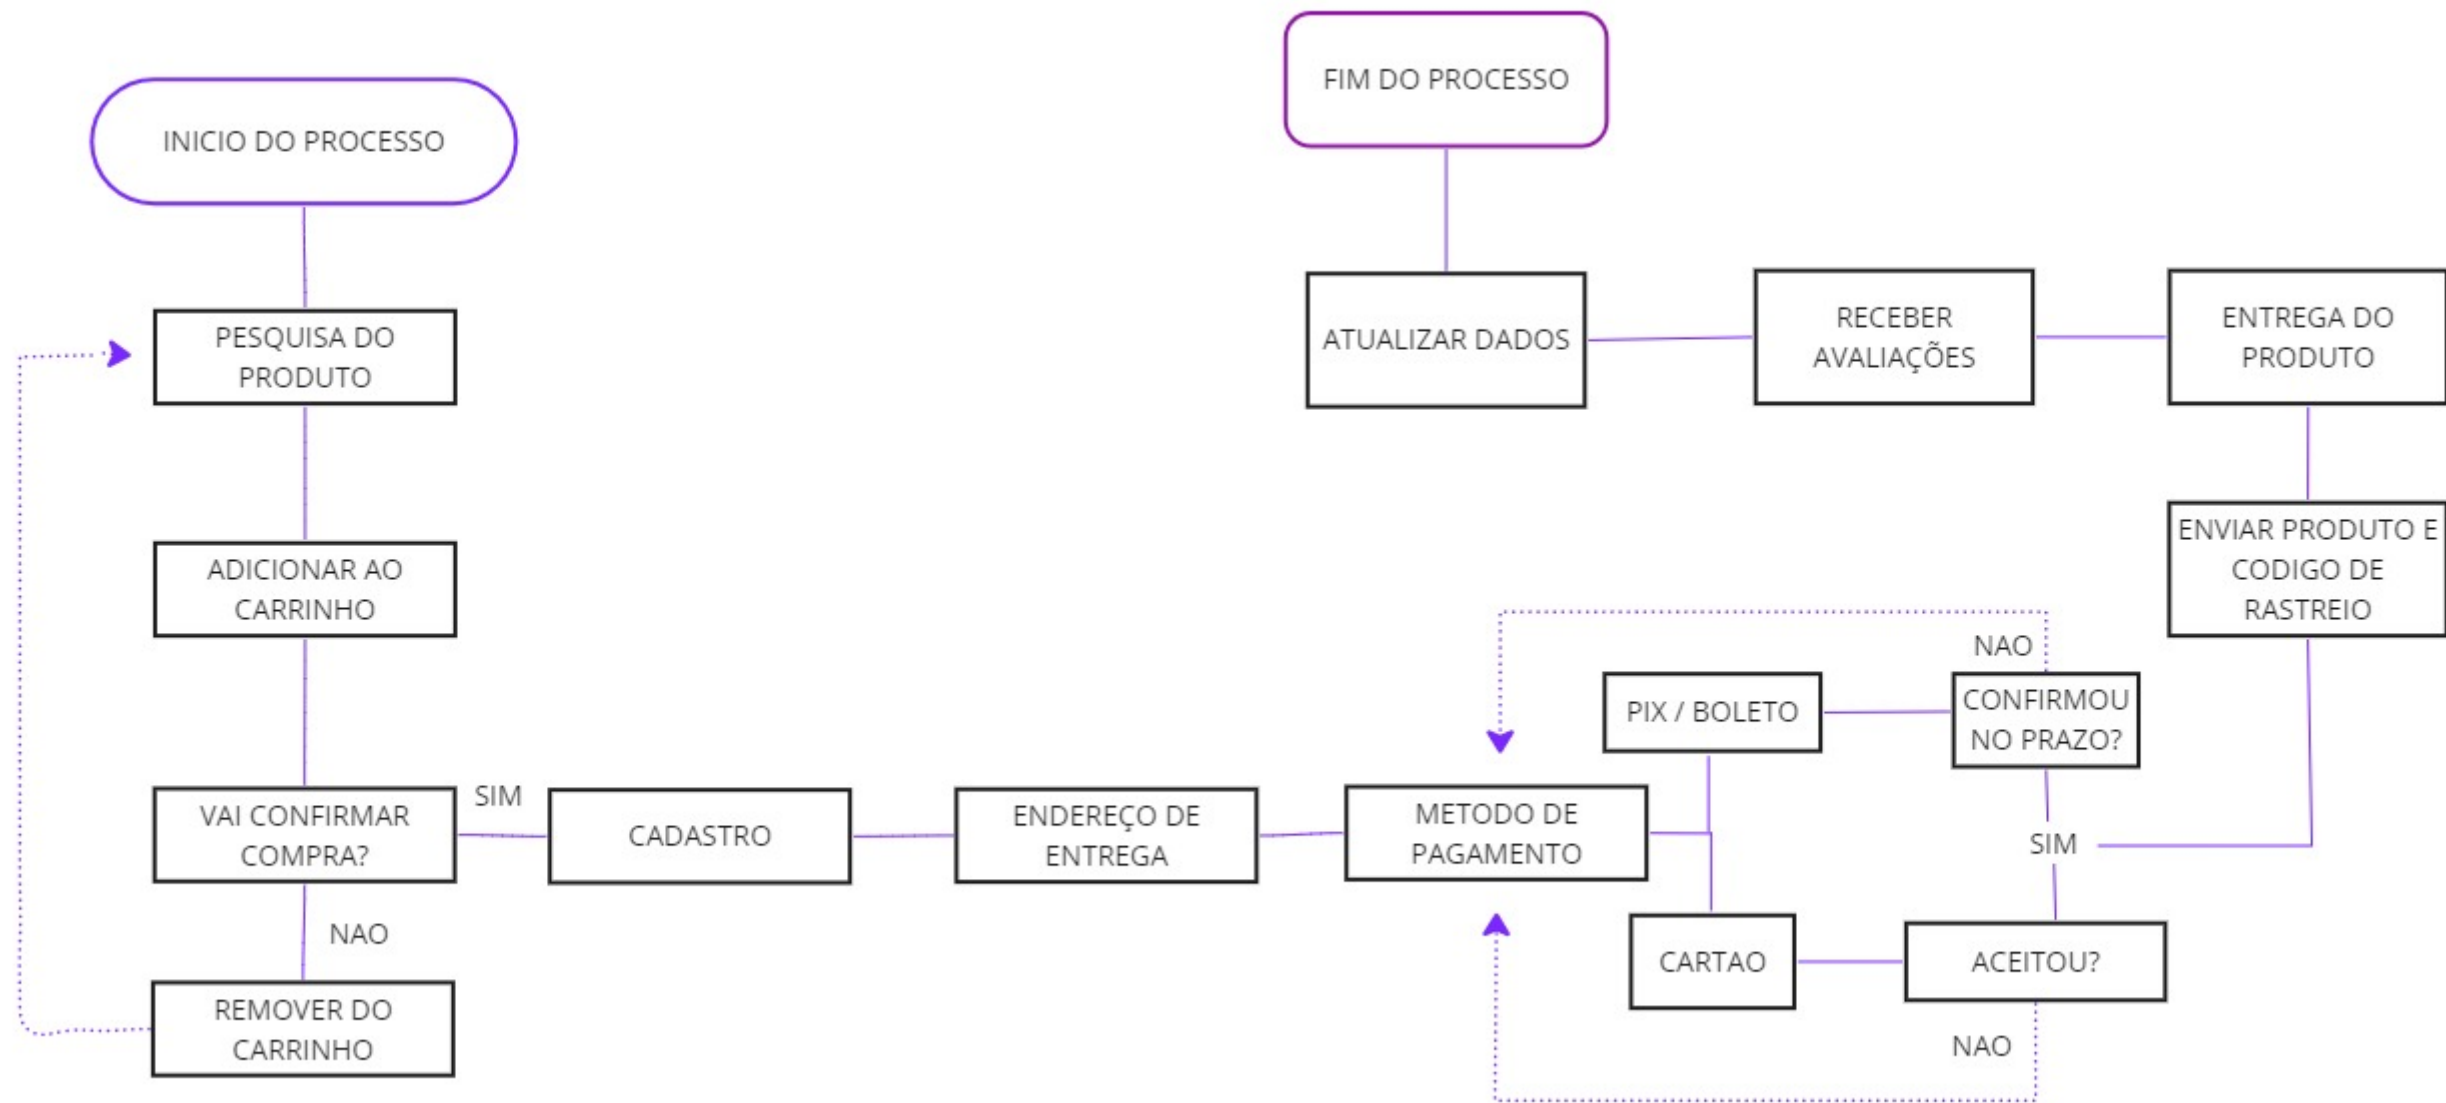 INICIO DO PROCESSO
PESQUISA DO
PRODUTO
ADICIONAR AO
CARRINHO
VAI CONFIRMAR
COMPRA?
NAO
REMOVER DO
CARRINHO
SIM
CADASTRO
ENDEREÇO DE
ENTREGA
METODO DE
PAGAMENTO
PIX / BOLETO
CONFIRMOU
NO PRAZO?
NAO
SIM
CARTAO
ACEITOU?
NAO
ENVIAR PRODUTO E
CODIGO DE
RASTREIO
ENTREGA DO
PRODUTO
RECEBER
AVALIAÇÕES
ATUALIZAR DADOS
FIM DO PROCESSO